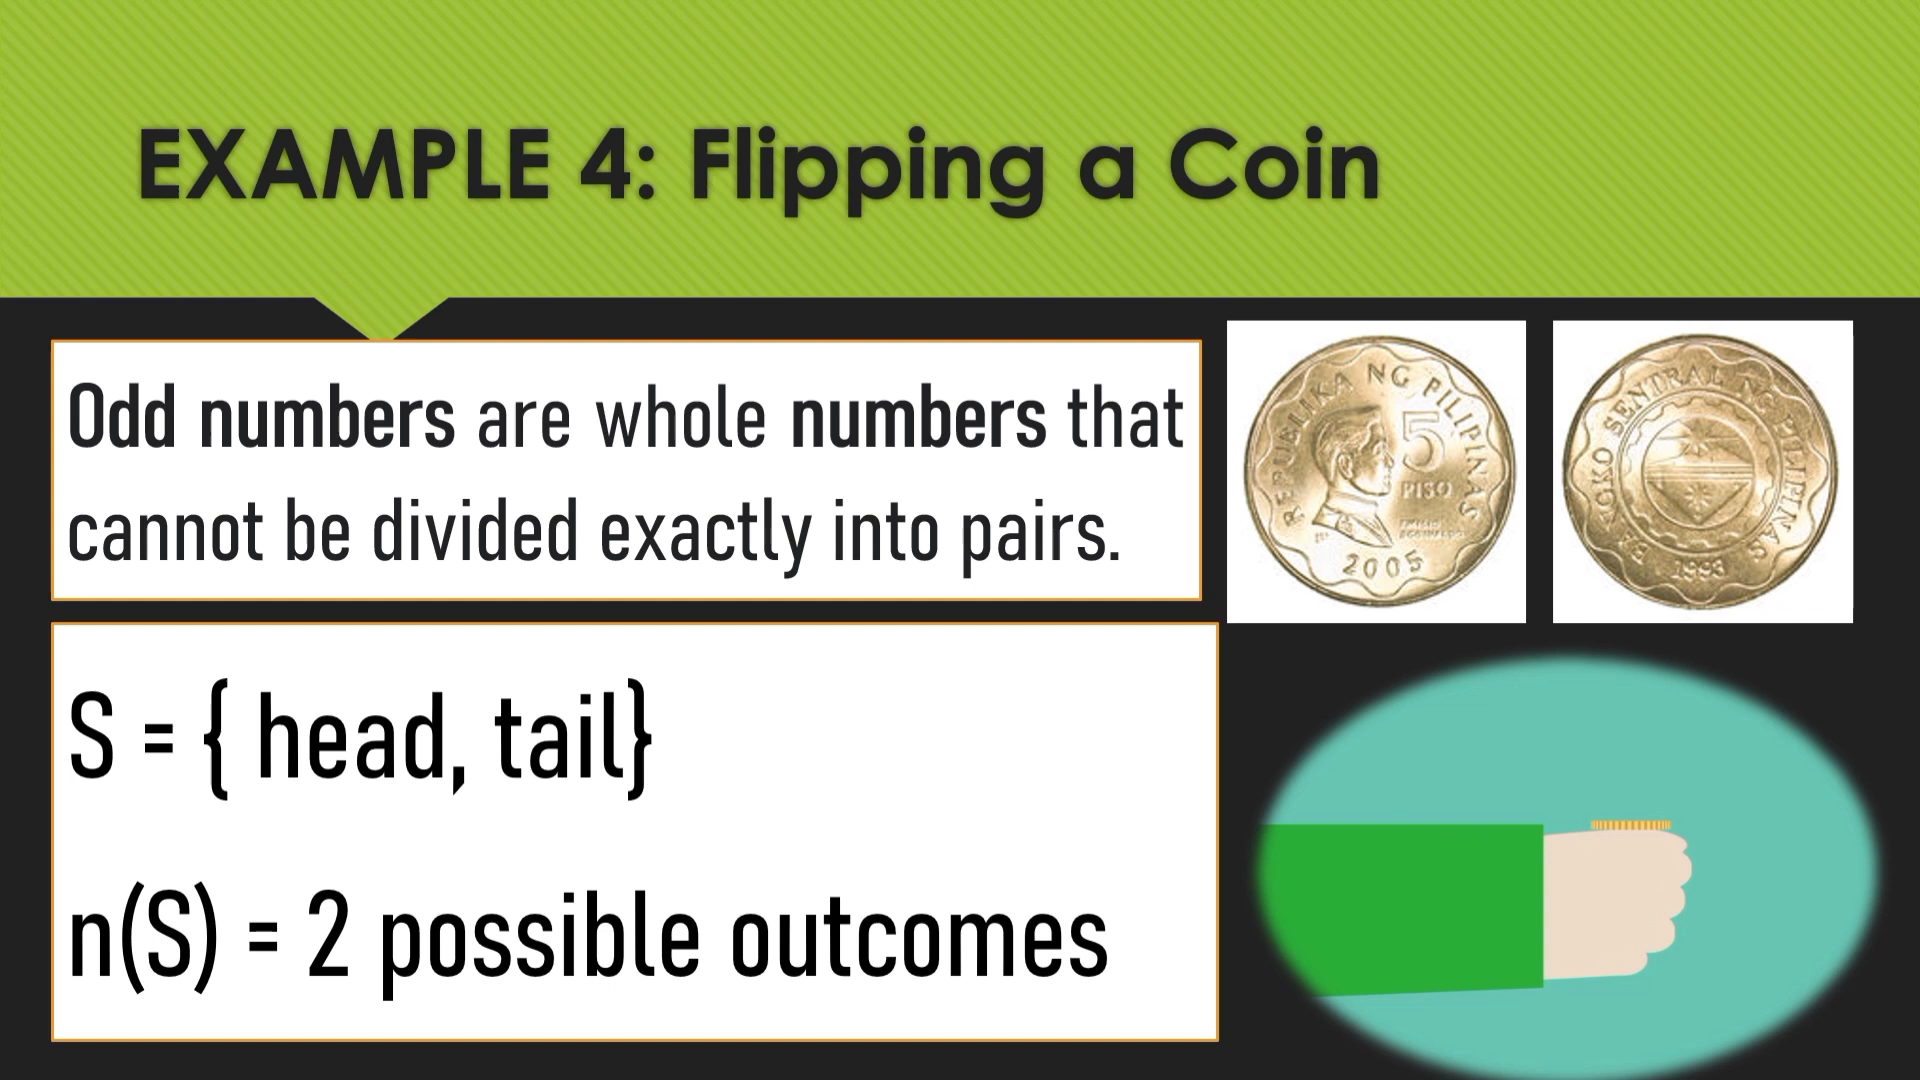 EXAMPLE 4: Flipping a Coin
Odd numbers are whole numbers that
cannot be divided exactly into pairs.
REPUBLIKA NG PILIPINAS
5
PISO
2005
BANGKO SENTRAL NG PILIPINAS
1993
S = { head, tail}
n(S) = 2 possible outcomes